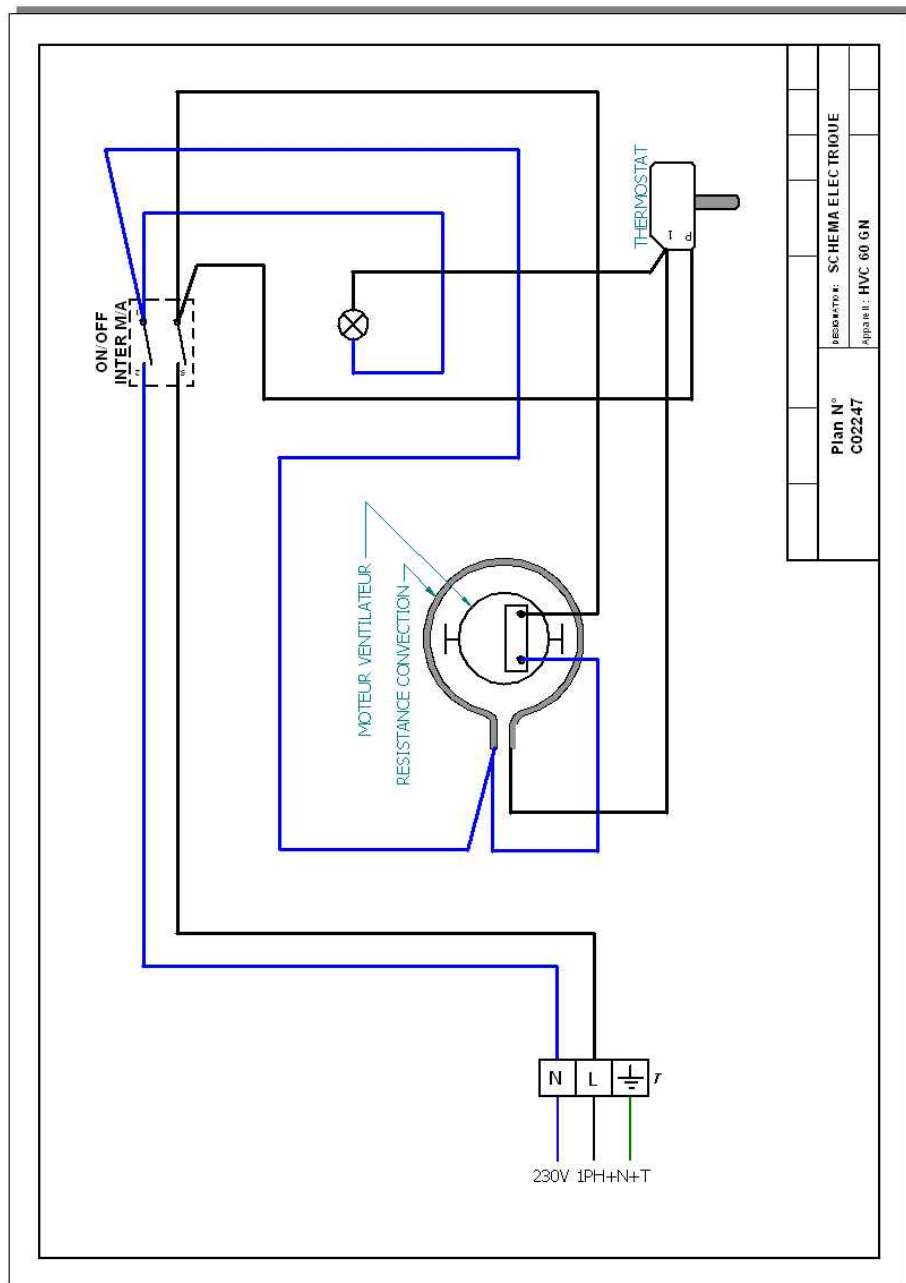 ON/OFF
INTER M/A
N
THERMOSTAT
1
P
MOTEUR VENTILATEUR
RESISTANCE CONVECTION
N L T
230V 1PH+N+T
DESIGNATION: SCHEMA ELECTRIQUE
Appareil: HVC 60 GN
Plan N°
C02247